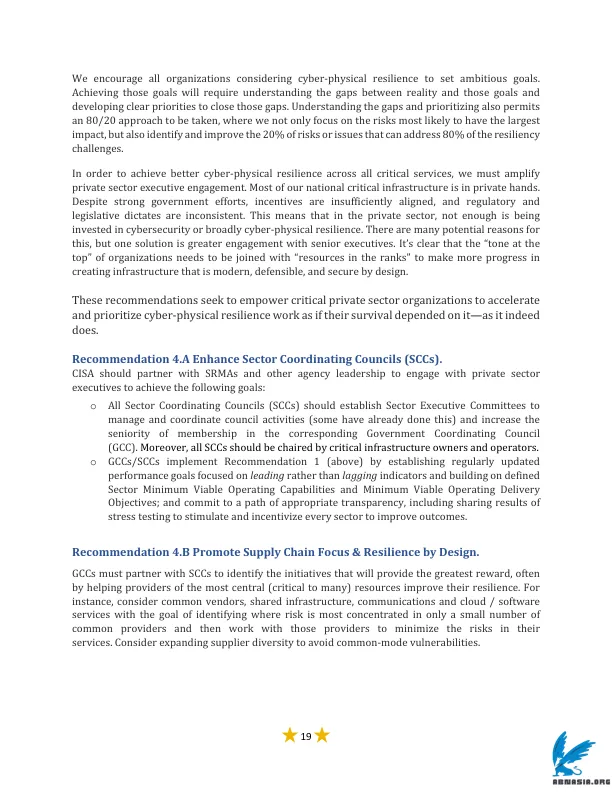 We encourage all organizations considering cyber-physical resilience to set ambitious goals.
Achieving those goals will require understanding the gaps between reality and those goals and
developing clear priorities to close those gaps. Understanding the gaps and prioritizing also permits
an 80/20 approach to be taken, where we not only focus on the risks most likely to have the largest
impact, but also identify and improve the 20% of risks or issues that can address 80% of the resiliency
challenges.
In order to achieve better cyber-physical resilience across all critical services, we must amplify
private sector executive engagement. Most of our national critical infrastructure is in private hands.
Despite strong government efforts, incentives are insufficiently aligned, and regulatory and
legislative dictates are inconsistent. This means that in the private sector, not enough is being
invested in cybersecurity or broadly cyber-physical resilience. There are many potential reasons for
this, but one solution is greater engagement with senior executives. It’s clear that the “tone at the
top” of organizations needs to be joined with “resources in the ranks” to make more progress in
creating infrastructure that is modern, defensible, and secure by design.
These recommendations seek to empower critical private sector organizations to accelerate
and prioritize cyber-physical resilience work as if their survival depended on it—as it indeed
does.
Recommendation 4.A Enhance Sector Coordinating Councils (SCCs).
CISA should partner with SRMAs and other agency leadership to engage with private sector
executives to achieve the following goals:
o All Sector Coordinating Councils (SCCs) should establish Sector Executive Committees to
manage and coordinate council activities (some have already done this) and increase the
seniority of membership in the corresponding Government Coordinating Council
(GCC). Moreover, all SCCs should be chaired by critical infrastructure owners and operators.
o GCCs/SCCs implement Recommendation 1 (above) by establishing regularly updated
performance goals focused on leading rather than lagging indicators and building on defined
Sector Minimum Viable Operating Capabilities and Minimum Viable Operating Delivery
Objectives; and commit to a path of appropriate transparency, including sharing results of
stress testing to stimulate and incentivize every sector to improve outcomes.
Recommendation 4.B Promote Supply Chain Focus & Resilience by Design.
GCCs must partner with SCCs to identify the initiatives that will provide the greatest reward, often
by helping providers of the most central (critical to many) resources improve their resilience. For
instance, consider common vendors, shared infrastructure, communications and cloud / software
services with the goal of identifying where risk is most concentrated in only a small number of
common providers and then work with those providers to minimize the risks in their
services. Consider expanding supplier diversity to avoid common-mode vulnerabilities.
19
ABNASIA.ORG